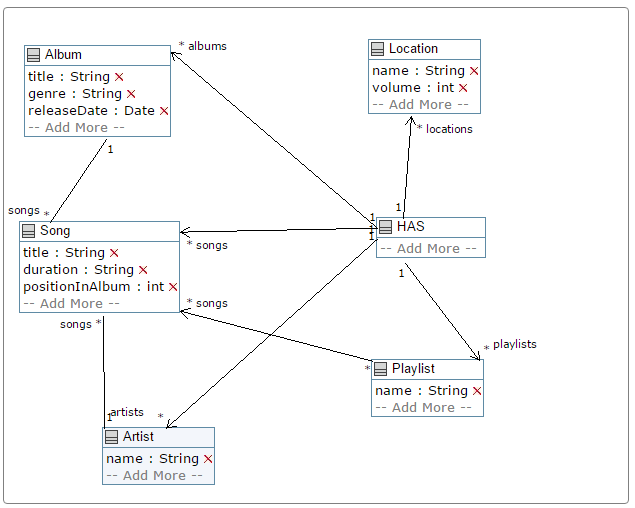 Album
title : String X
genre : String X
releaseDate : Date X
-- Add More --
* albums
Location
name : String X
volume : int X
-- Add More --
* locations
1
songs *
1
Song
title : String X
duration : String X
positionInAlbum : int X
-- Add More --
1
1
1
1
HAS
-- Add More --
* songs
1
* songs
songs *
* playlists
*
Playlist
name : String X
-- Add More --
1
artists
*
Artist
name : String X
-- Add More --